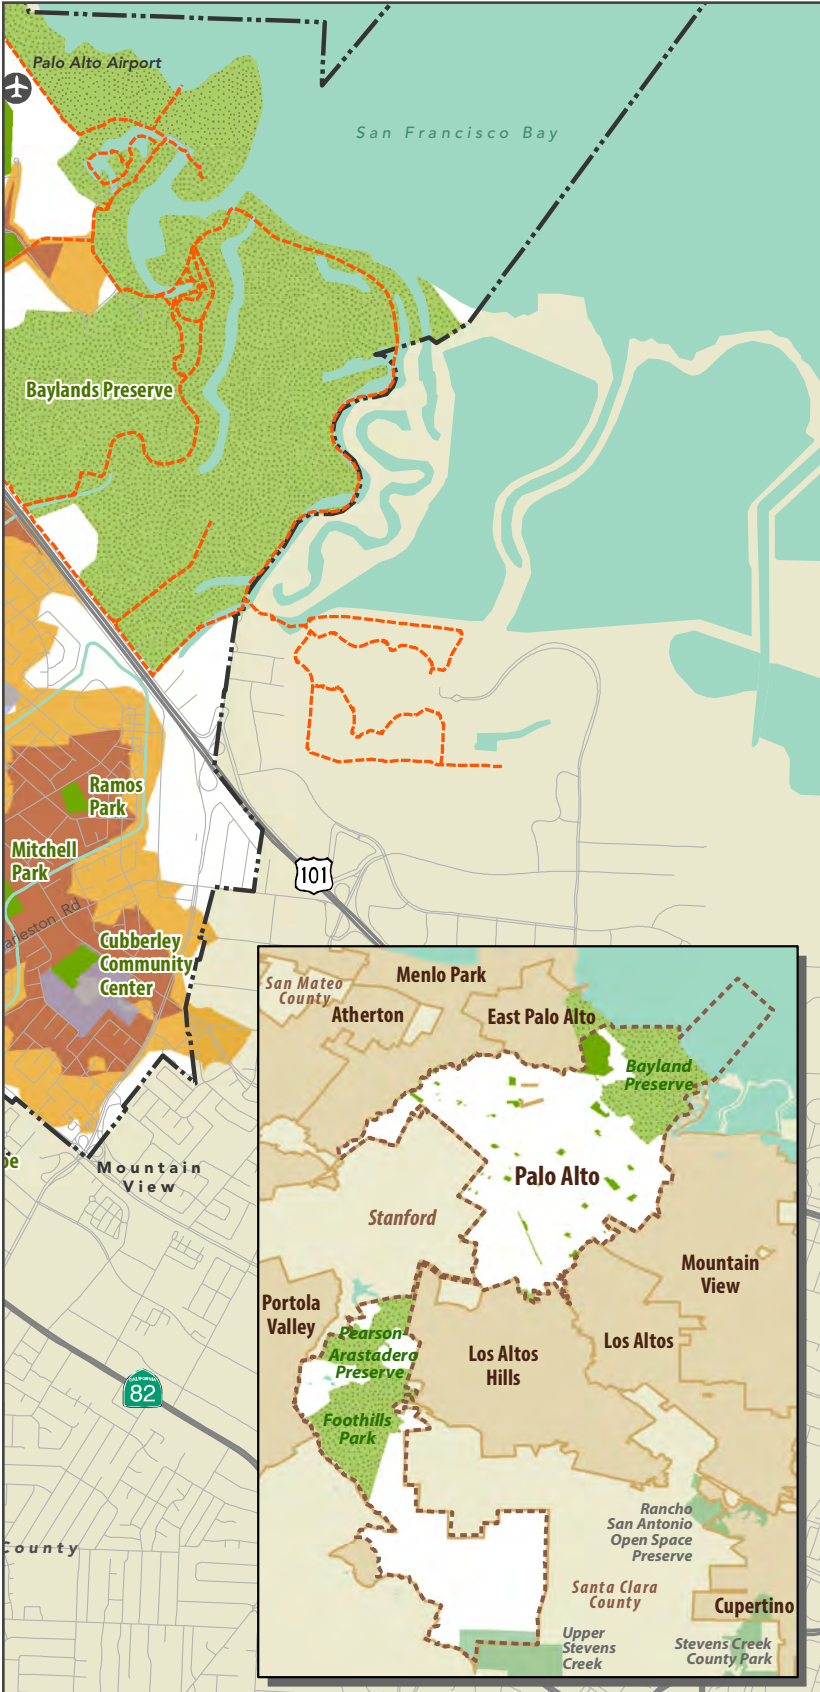 Palo Alto Airport
San Francisco Bay
Baylands Preserve
Ramos
Park
Mitchell
Park
arleston Rd
101
Cubberley
Community
Center
Mountain
View
CALIFORNIA
82
County
Menlo Park
San Mateo
County
Atherton
East Palo Alto
Bayland
Preserve
Palo Alto
Stanford
Mountain
View
Portola
Valley
Pearson
Arastadero
Preserve
Los Altos
Hills
Los Altos
Foothills
Park
Rancho
San Antonio
Open Space
Preserve
Santa Clara
County
Cupertino
Upper
Stevens
Creek
Stevens Creek
County Park